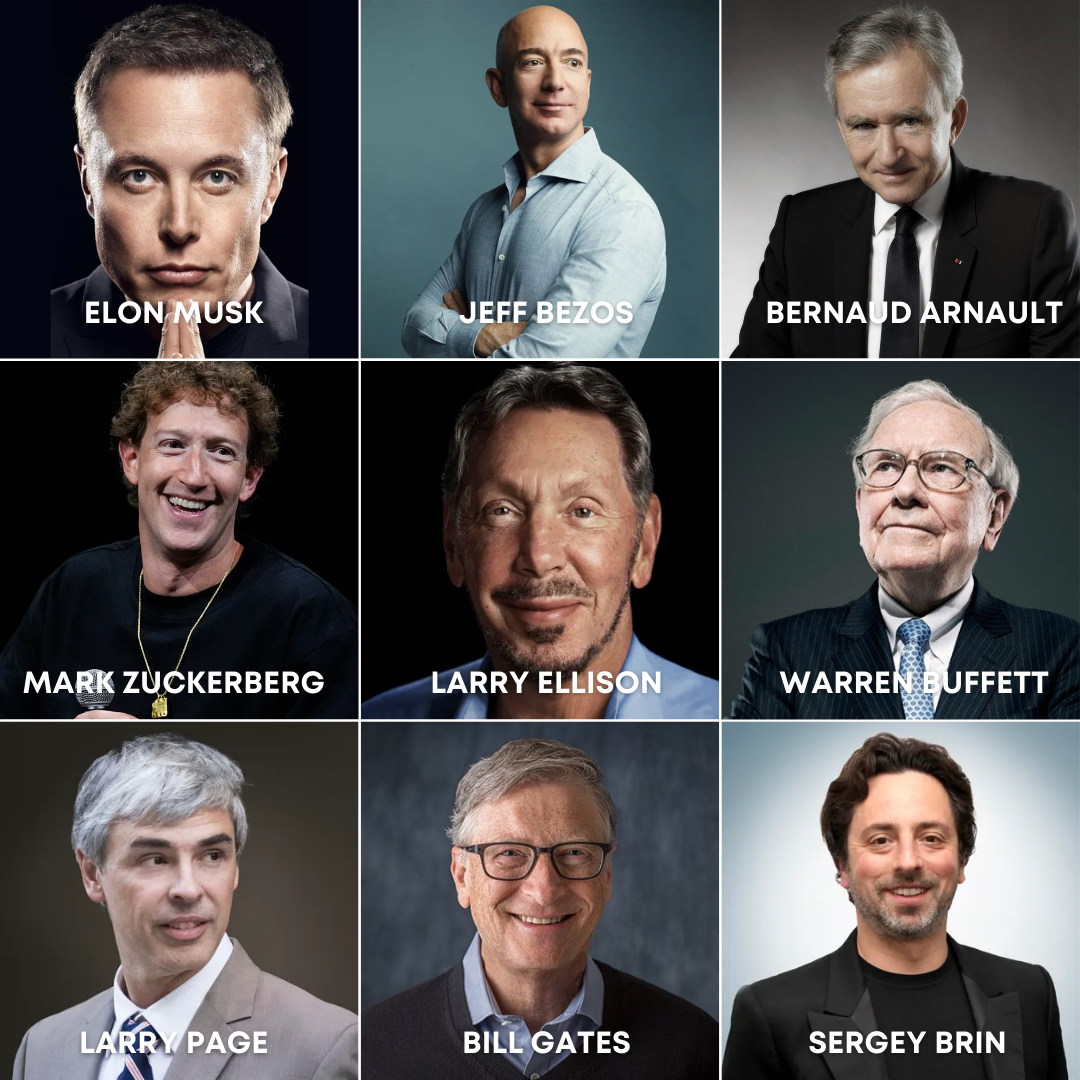 ELON MUSK
JEFF BEZOS
BERNAUD ARNAULT
MARK ZUCKERBERG
LARRY ELLISON
WARREN BUFFETT
LARRY PAGE
BILL GATES
SERGEY BRIN